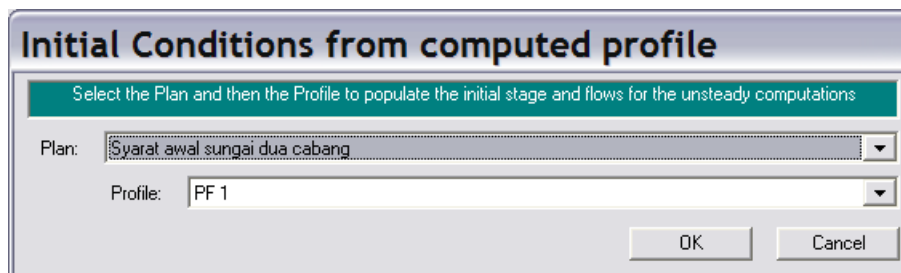 Initial Conditions from computed profile
Select the Plan and then the Profile to populate the initial stage and flows for the unsteady computations
Plan: Syarat awal sungai dua cabang
Profile: PF 1
OK Cancel